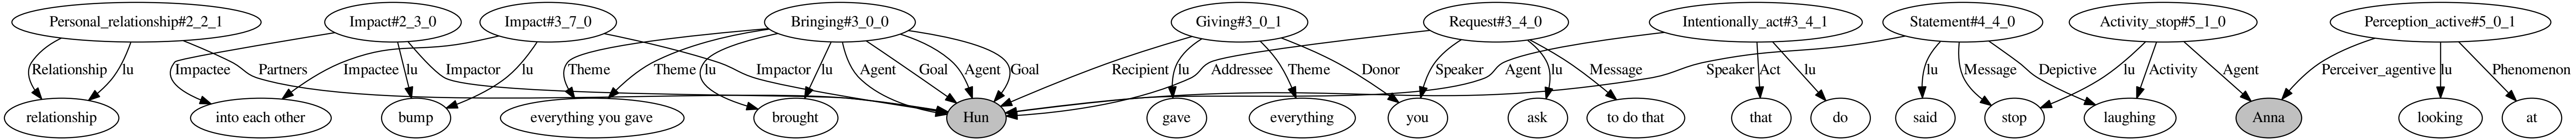 Personal_relationship#2_2_1 Impact#2_3_0 Impact#3_7_0 Bringing#3_0_0 Giving#3_0_1 Request#3_4_0 Intentionally_act#3_4_1 Statement#4_4_0 Activity_stop#5_1_0 Perception_active#5_0_1
Relationship lu Partners Impactee lu Impactor Impactee lu Impactor Theme Theme lu lu Agent Goal Agent Goal Recipient lu Theme Donor Addressee Speaker lu Message Agent Act lu Speaker lu Message Depictive lu Activity Agent Perceiver_agentive lu Phenomenon
relationship into each other bump everything you gave brought Hun gave everything you ask to do that that do said stop laughing Anna looking at